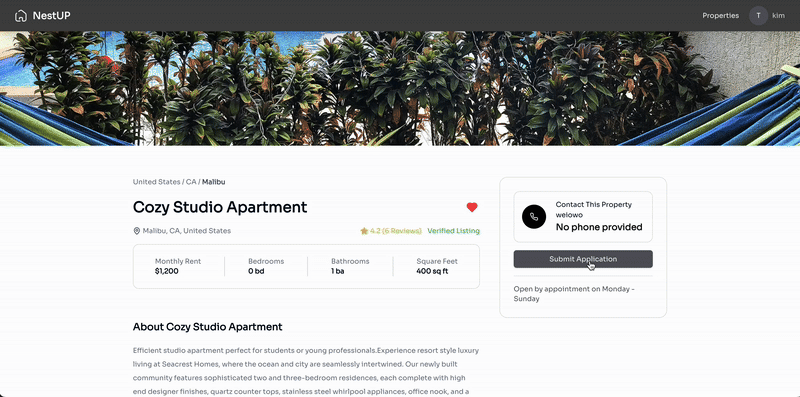 NestUP
Properties
T
kim
United States / CA / Malibu
Cozy Studio Apartment
Malibu, CA, United States
4.2 (6 Reviews)
Verified Listing
Monthly Rent
$1,200
Bedrooms
0 bd
Bathrooms
1 ba
Square Feet
400 sq ft
Contact This Property
welowo
No phone provided
Submit Application
Open by appointment on Monday -
Sunday
About Cozy Studio Apartment
Efficient studio apartment perfect for students or young professionals.Experience resort style luxury
living at Seacrest Homes, where the ocean and city are seamlessly intertwined. Our newly built
community features sophisticated two and three-bedroom residences, each complete with high
end designer finishes, quartz counter tops, stainless steel whirlpool appliances, office nook, and a